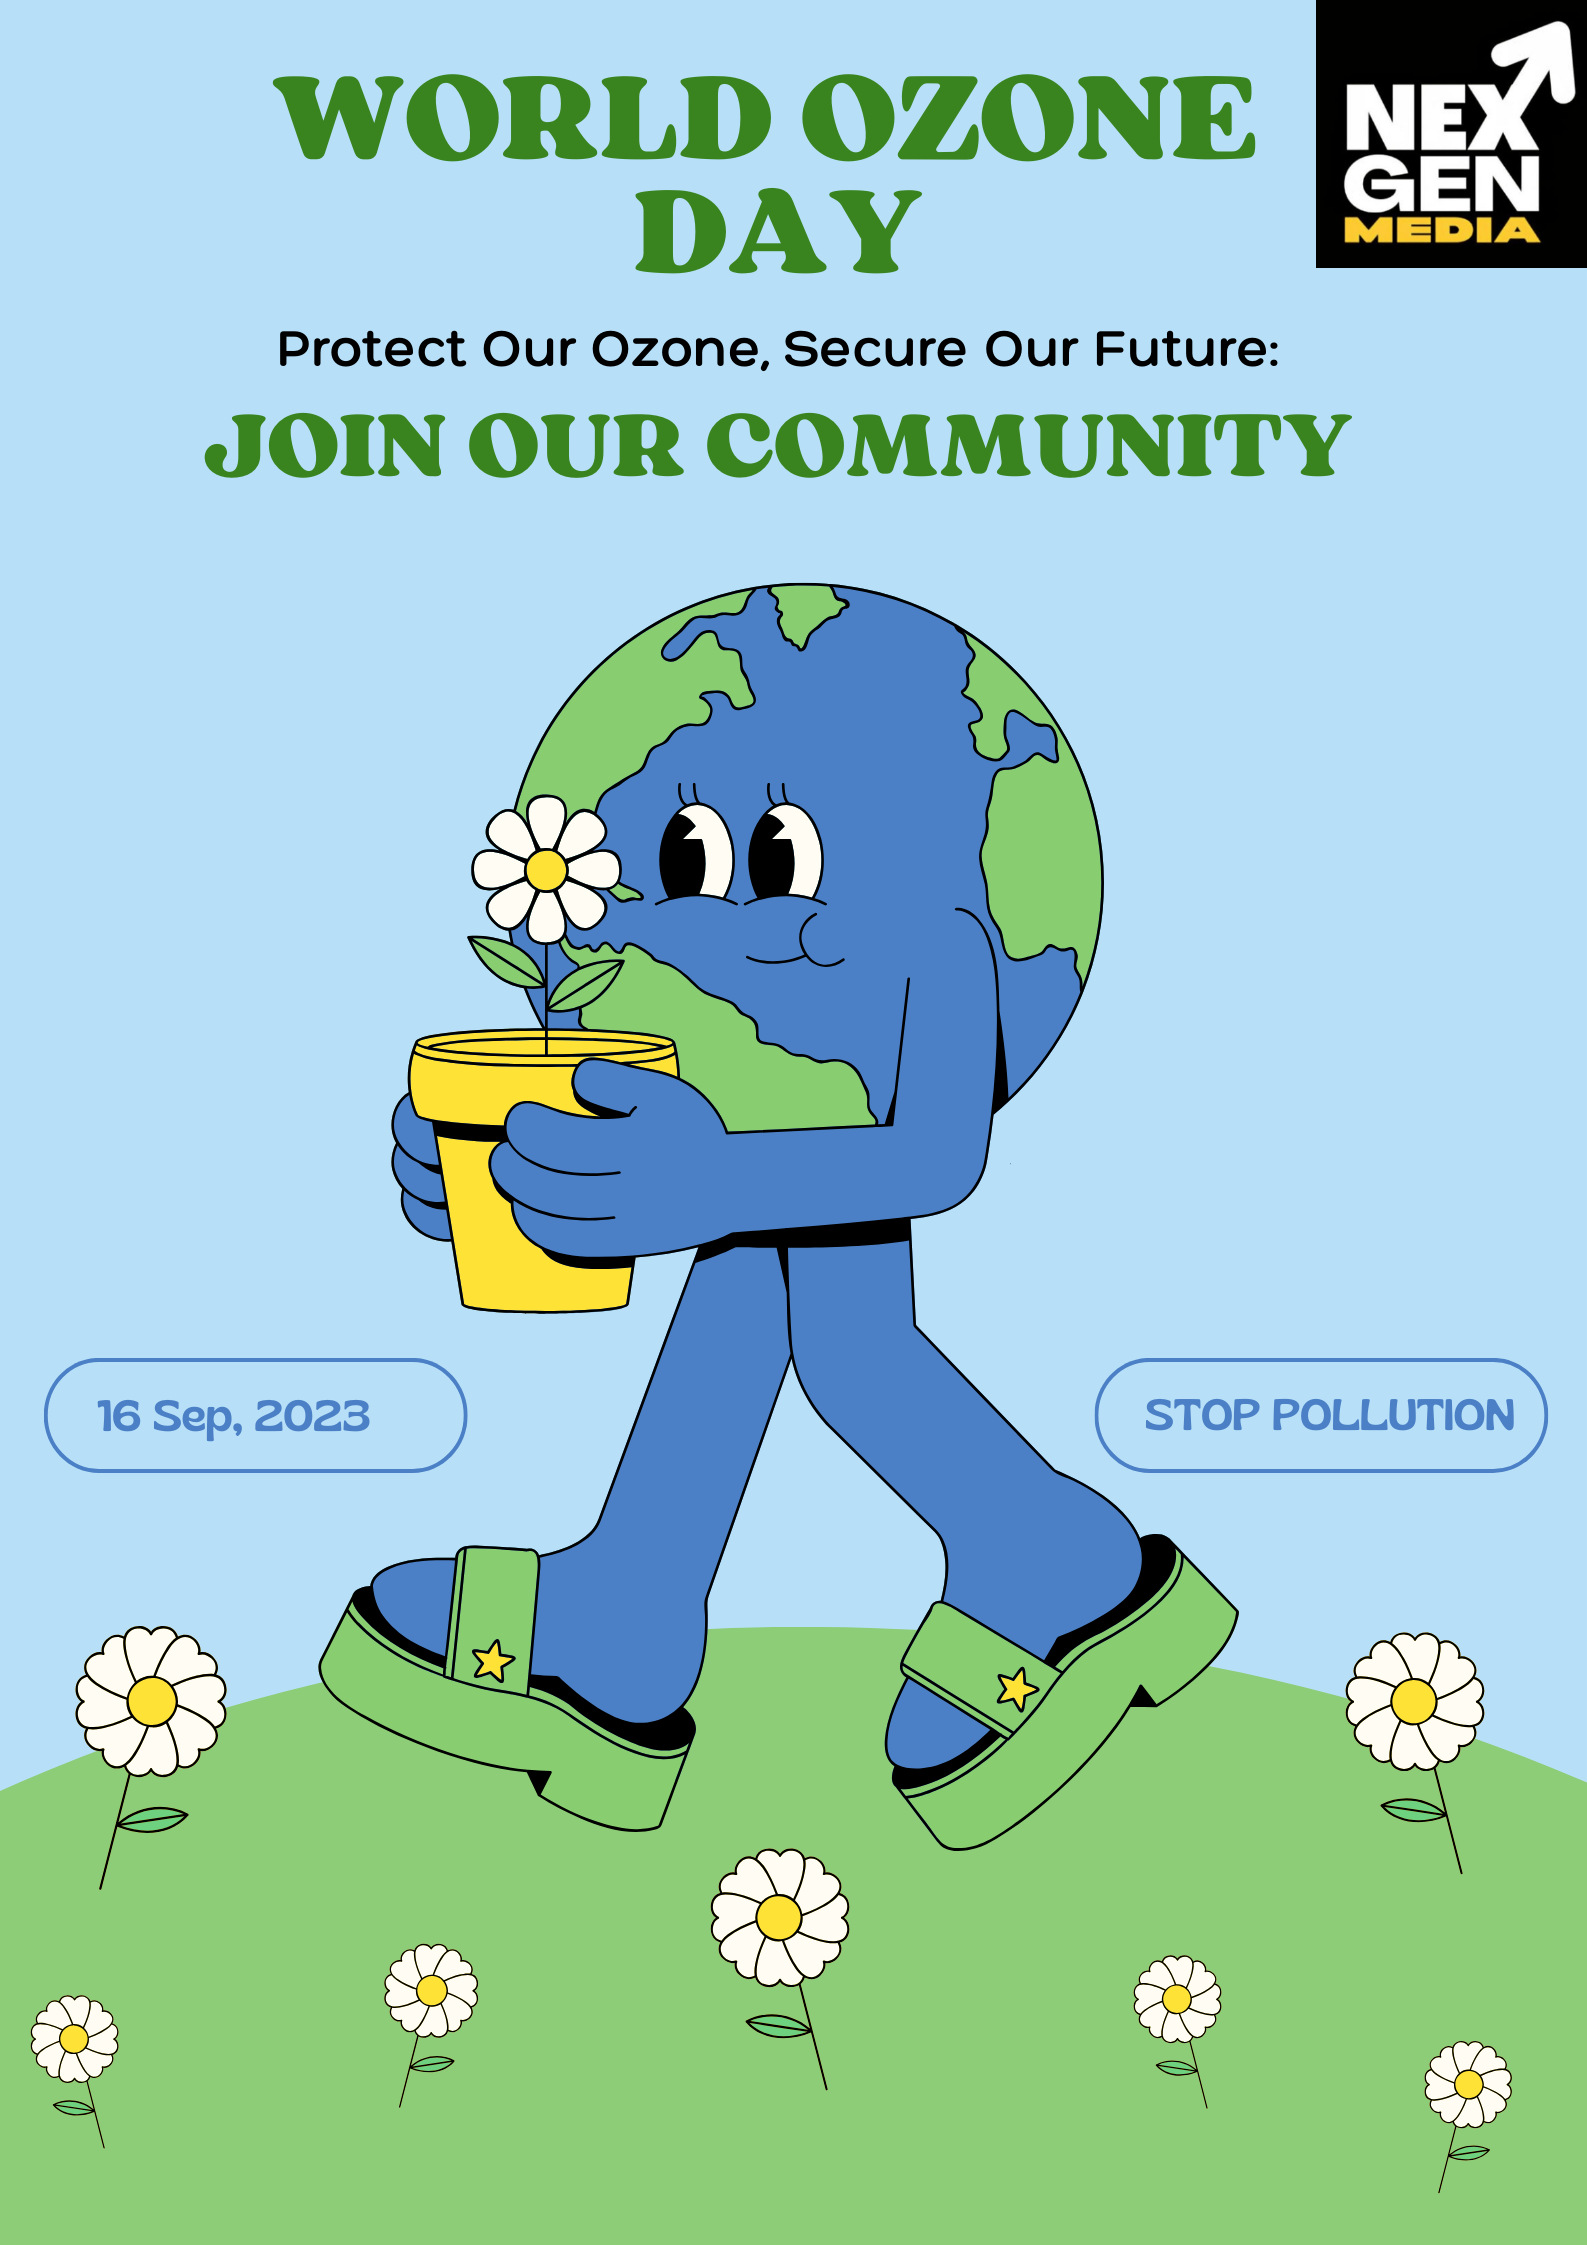 WORLD OZONE
DAY
NEX
GEN
MEDIA
Protect Our Ozone, Secure Our Future:
JOIN OUR COMMUNITY
16 Sep, 2023
STOP POLLUTION